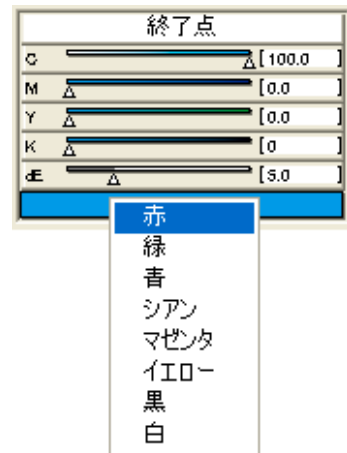 終了点
C [100.0 ]
M [0.0 ]
Y [0.0 ]
K [0 ]
dE [5.0 ]
赤
緑
青
シアン
マゼンタ
イエロー
黒
白